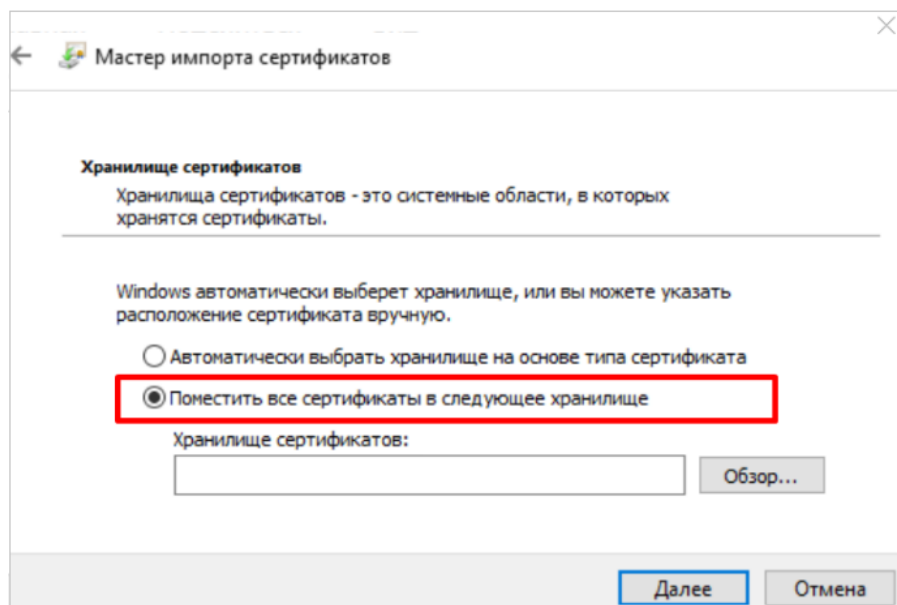 Мастер импорта сертификатов
Хранилище сертификатов
Хранилища сертификатов - это системные области, в которых
хранятся сертификаты.
Windows автоматически выберет хранилище, или вы можете указать
расположение сертификата вручную.
Автоматически выбрать хранилище на основе типа сертификата
Поместить все сертификаты в следующее хранилище
Хранилище сертификатов:
Обзор...
Далее
Отмена